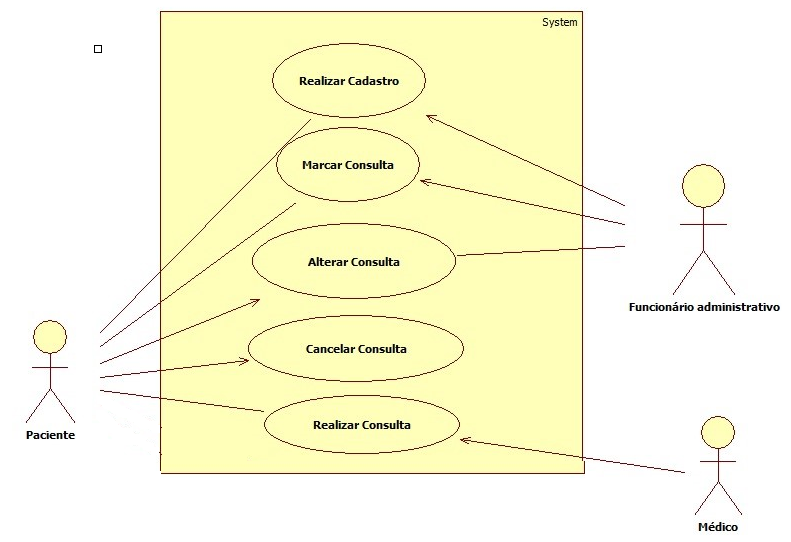 System
Realizar Cadastro
Marcar Consulta
Alterar Consulta
Funcionário administrativo
Cancelar Consulta
Realizar Consulta
Paciente
Médico